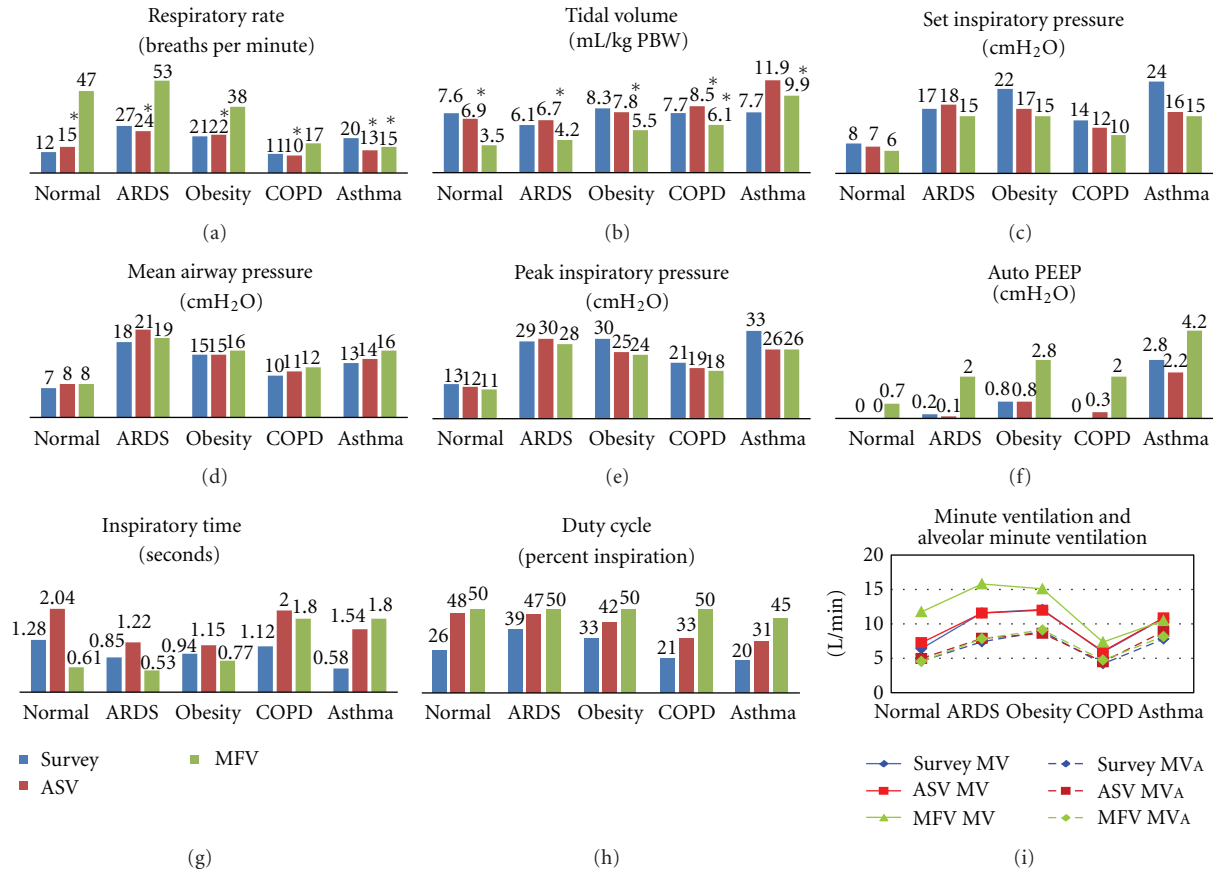 Respiratory rate
(breaths per minute)
12 15 * 47 27 24 * 53 21 22 * 38 11 10 * 17 20 13 * 15 *
Normal ARDS Obesity COPD Asthma
(a)
Tidal volume
(mL/kg PBW)
7.6 6.9 * 3.5 6.1 6.7 * 4.2 8.3 7.8 * 5.5 * 7.7 8.5 * 6.1 * 7.7 11.9 9.9 *
Normal ARDS Obesity COPD Asthma
(b)
Set inspiratory pressure
(cmH2O)
8 7 6 17 18 15 22 17 15 14 12 10 24 16 15
Normal ARDS Obesity COPD Asthma
(c)
Mean airway pressure
(cmH2O)
7 8 8 18 21 19 15 15 16 10 11 12 13 14 16
Normal ARDS Obesity COPD Asthma
(d)
Peak inspiratory pressure
(cmH2O)
13 12 11 29 30 28 30 25 24 21 19 18 33 26 26
Normal ARDS Obesity COPD Asthma
(e)
Auto PEEP
(cmH2O)
0 0 0.7 0.2 0.1 2 0.8 0.8 2.8 0 0.3 2 2.8 2.2 4.2
Normal ARDS Obesity COPD Asthma
(f)
Inspiratory time
(seconds)
1.28 2.04 0.61 0.85 1.22 0.53 0.94 1.15 0.77 1.12 2 1.8 0.58 1.54 1.8
Normal ARDS Obesity COPD Asthma
Survey MFV
ASV
(g)
Duty cycle
(percent inspiration)
26 48 50 39 47 50 33 42 50 21 33 50 20 31 45
Normal ARDS Obesity COPD Asthma
(h)
Minute ventilation and
alveolar minute ventilation
(L/min)
20
15
10
5
0
Normal ARDS Obesity COPD Asthma
Survey MV Survey MVA
ASV MV ASV MVA
MFV MV MFV MVA
(i)